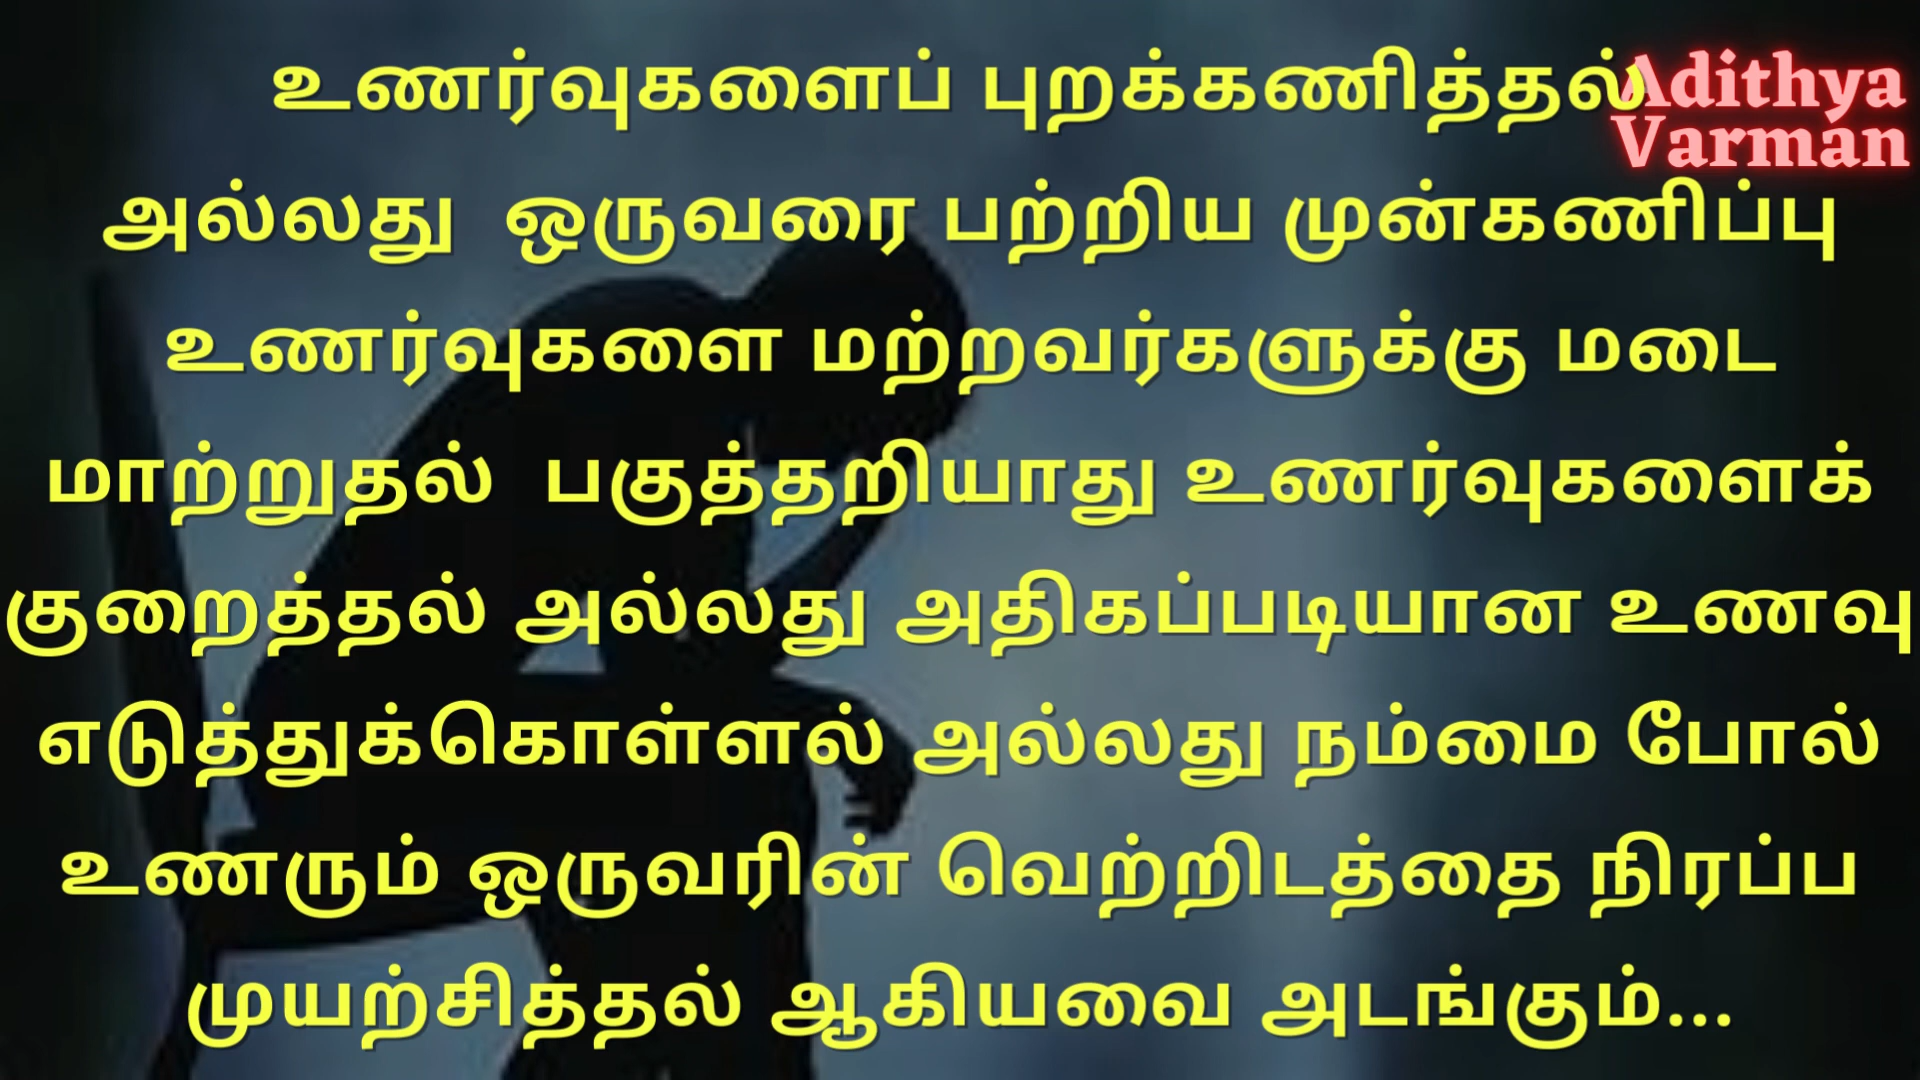 உணர்வுகளைப் புறக்கணித்தல்
Adithya
Varman
அல்லது ஒருவரை பற்றிய முன்கணிப்பு
உணர்வுகளை மற்றவர்களுக்கு மடை
மாற்றுதல் பகுத்தறியாது உணர்வுகளைக்
குறைத்தல் அல்லது அதிகப்படியான உணவு
எடுத்துக்கொள்ளல் அல்லது நம்மை போல்
உணரும் ஒருவரின் வெற்றிடத்தை நிரப்ப
முயற்சித்தல் ஆகியவை அடங்கும்...